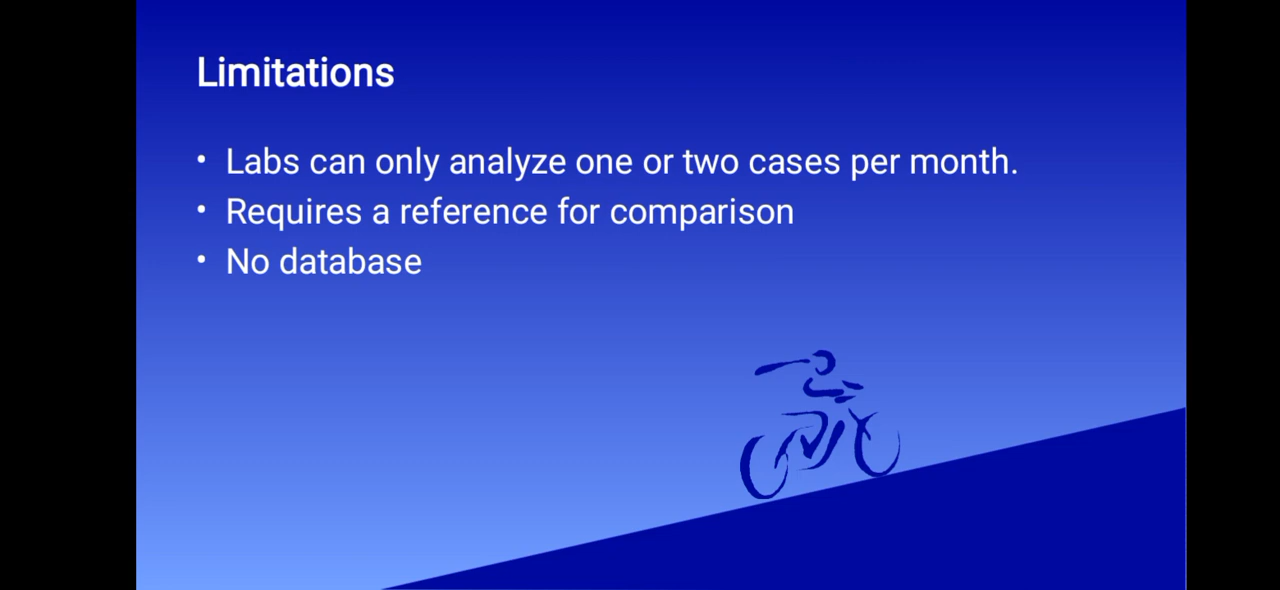 Limitations
• Labs can only analyze one or two cases per month.
• Requires a reference for comparison
• No database